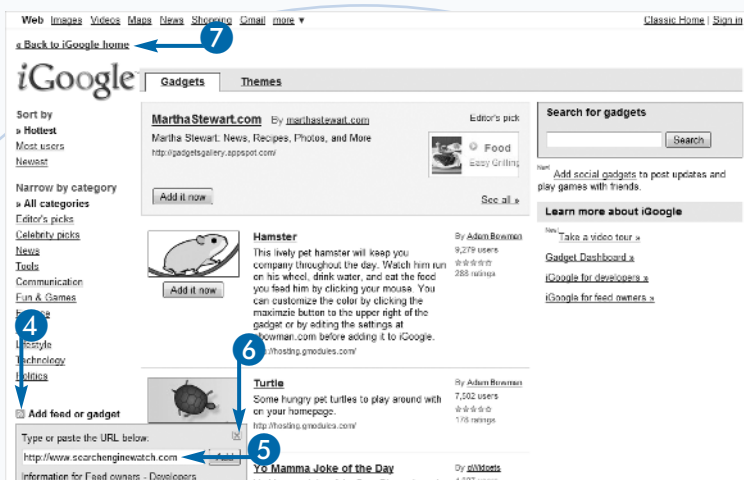 Web Images Videos Maps News Shopping Gmail more ▼
Classic Home | Sign in
« Back to iGoogle home
7
iGoogle
Gadgets
Themes
Sort by
» Hottest
Most users
Newest
Narrow by category
» All categories
Editor's picks
Celebrity picks
News
Tools
Communication
Fun & Games
4
Lifestyle
Technology
Politics
Add feed or gadget
6
Type or paste the URL below:
http://www.searchenginewatch.com
Add
5
Information for Feed owners - Developers
MarthaStewart.com By marthastewart.com
Editor's pick
Martha Stewart: News, Recipes, Photos, and More
http://gadgetsgallery.appspot.com/
Food
Easy Grilling
Add it now
See all »
Hamster
By Adam Bowman
9,279 users
288 ratings
This lively pet hamster will keep you
company throughout the day. Watch him run
on his wheel, drink water, and eat the food
you feed him by clicking your mouse. You
can customize the color by clicking the
maximzie button to the upper right of the
gadget or by editing the settings at
abowman.com before adding it to iGoogle.
http://hosting.gmodules.com/
Add it now
Turtle
By Adam Bowman
7,502 users
178 ratings
Some hungry pet turtles to play around with
on your homepage.
http://hosting.gmodules.com/
Yo Mamma Joke of the Day
By gWidgets
Search for gadgets
Search
New! Add social gadgets to post updates and
play games with friends.
Learn more about iGoogle
New! Take a video tour »
Gadget Dashboard »
iGoogle for developers »
iGoogle for feed owners »